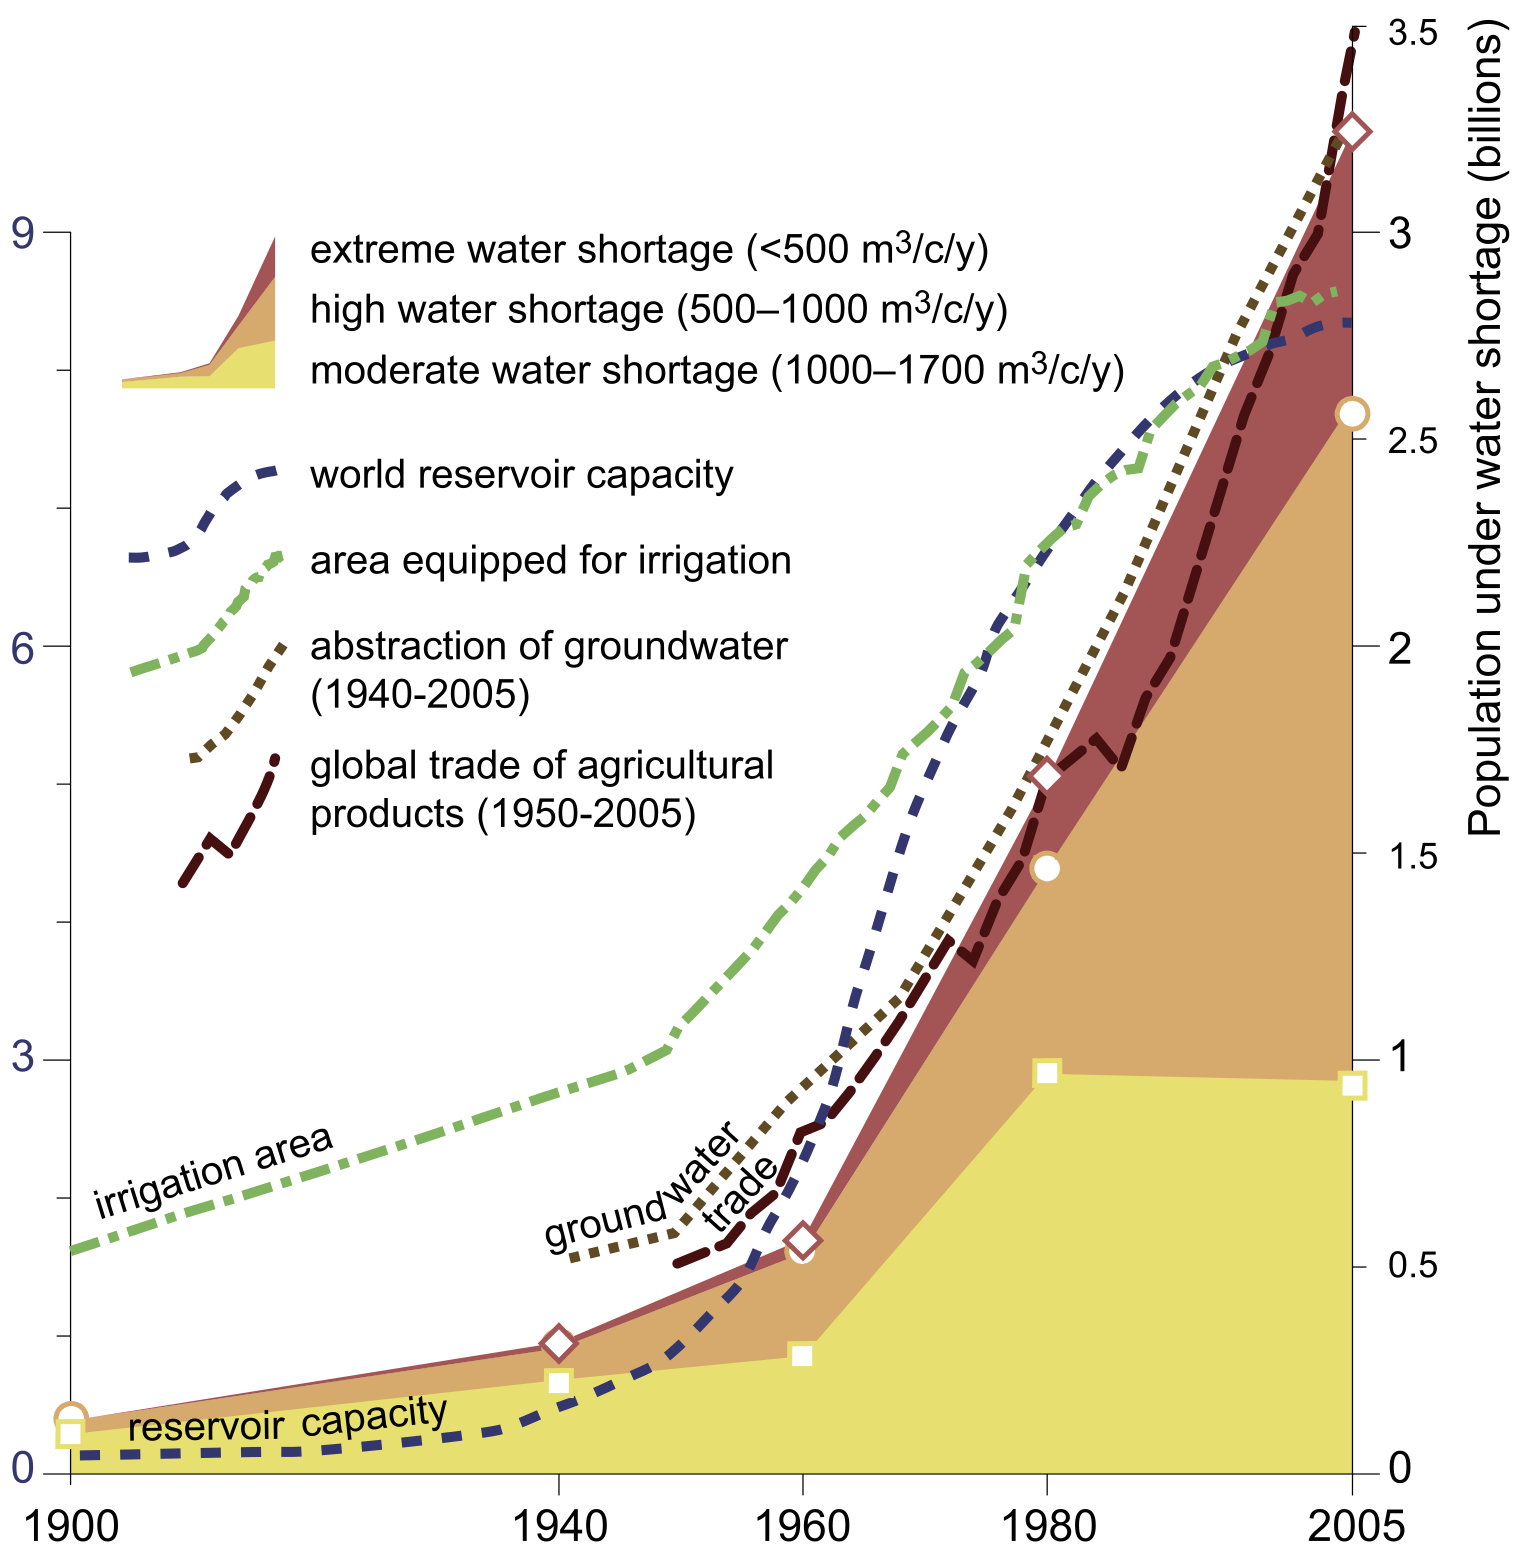 3.5
9
3
extreme water shortage (<500 m3/c/y)
high water shortage (500–1000 m3/c/y)
moderate water shortage (1000–1700 m3/c/y)
2.5
world reservoir capacity
area equipped for irrigation
6
abstraction of groundwater
(1940-2005)
2
global trade of agricultural
products (1950-2005)
Population under water shortage (billions)
1.5
3
1
irrigation area
groundwater
trade
0.5
reservoir capacity
0
0
1900
1940
1960
1980
2005